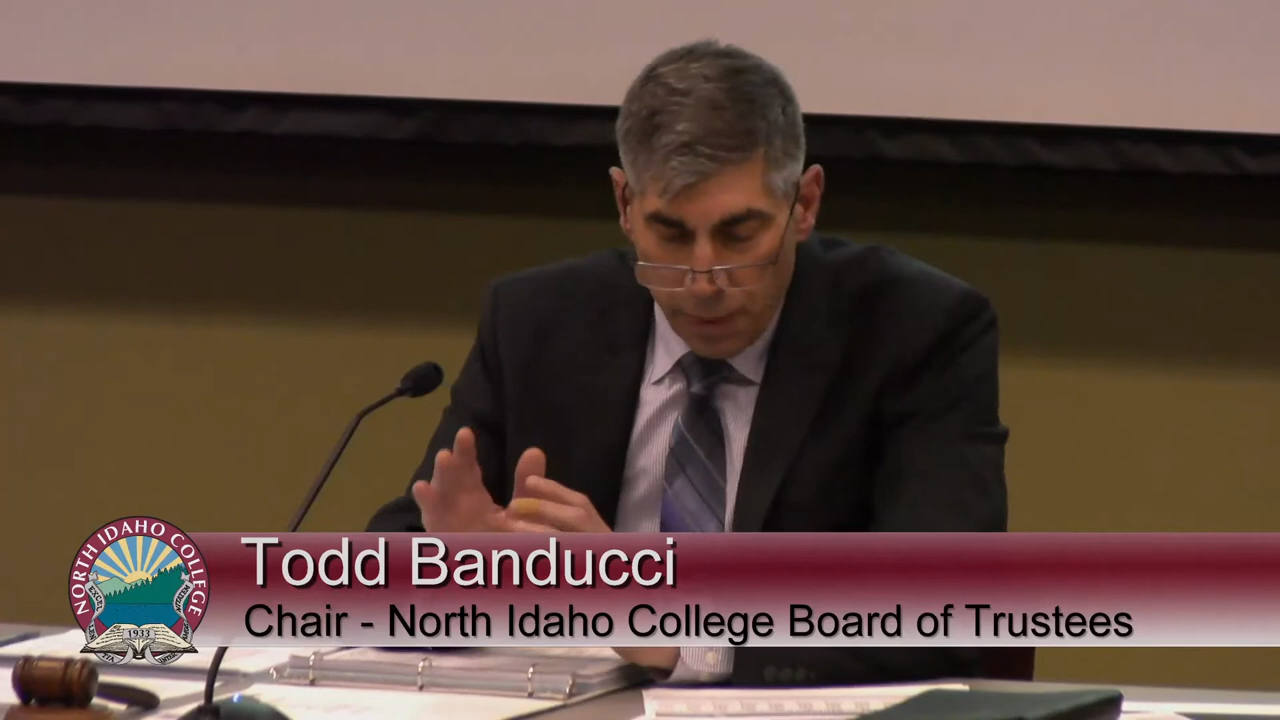 Todd Banducci
Chair - North Idaho College Board of Trustees
NORTH IDAHO COLLEGE
1933